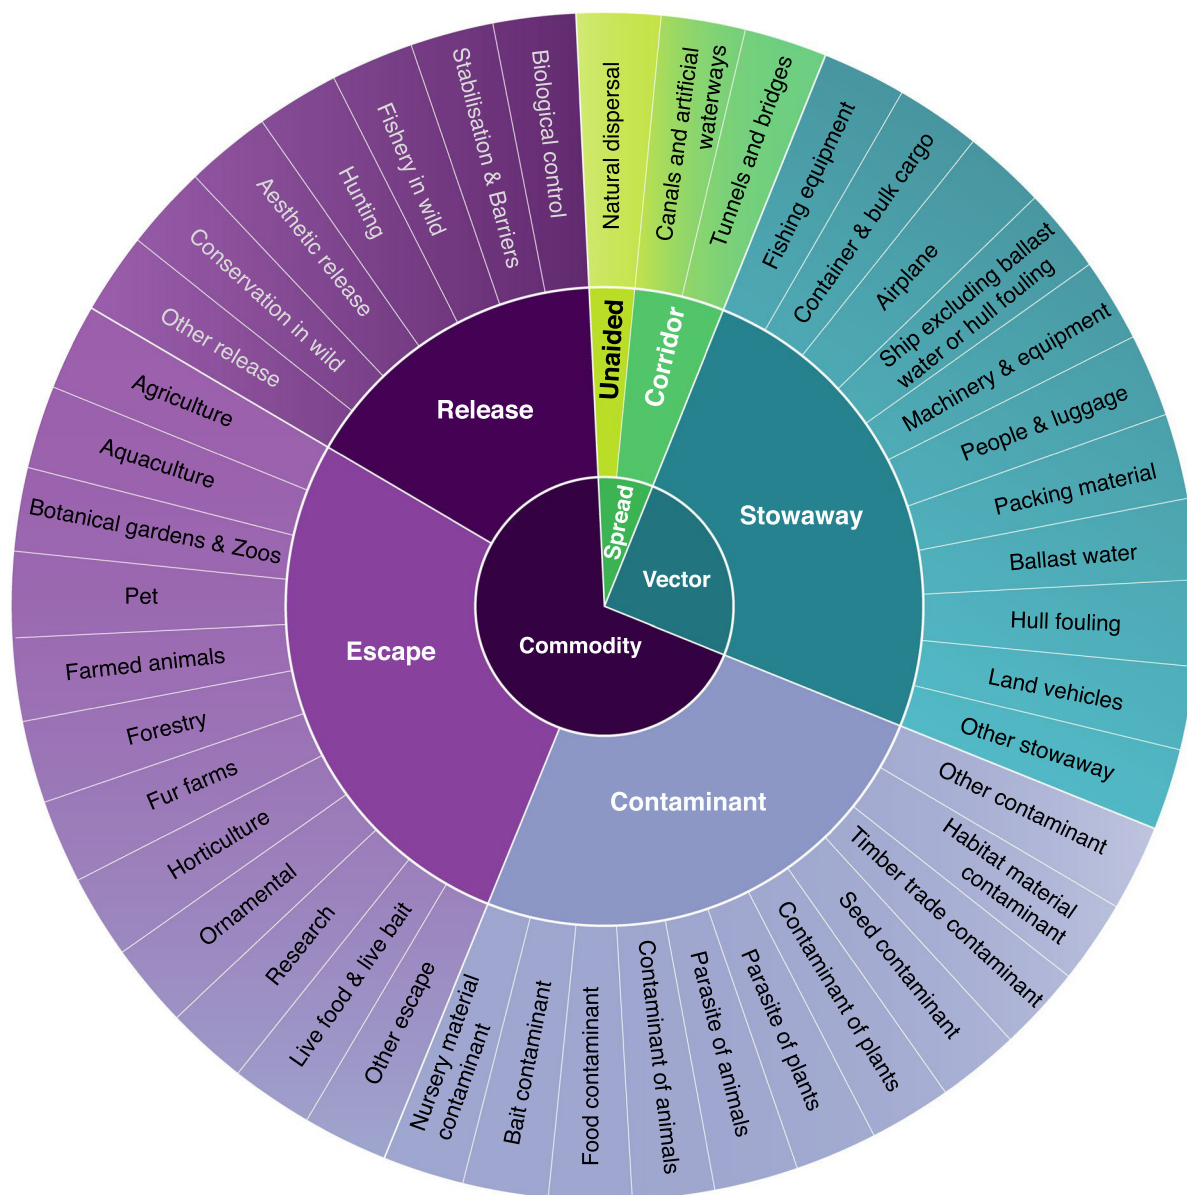 Natural dispersal
Canals and artificial
waterways
Tunnels and bridges
Fishing equipment
Container & bulk cargo
Airplane
Ship excluding ballast
water or hull fouling
Machinery & equipment
People & luggage
Packing material
Ballast water
Hull fouling
Land vehicles
Other stowaway
Other contaminant
Habitat material
contaminant
Timber trade contaminant
Seed contaminant
Contaminant of plants
Parasite of plants
Parasite of animals
Contaminant of animals
Food contaminant
Bait contaminant
Nursery material
contaminant
Other escape
Live food & live bait
Research
Ornamental
Horticulture
Fur farms
Forestry
Farmed animals
Pet
Botanical gardens & Zoos
Aquaculture
Agriculture
Other release
Conservation in wild
Aesthetic release
Hunting
Fishery in wild
Stabilisation & Barriers
Biological control
Unaided
Corridor
Stowaway
Contaminant
Escape
Release
Spread
Vector
Commodity